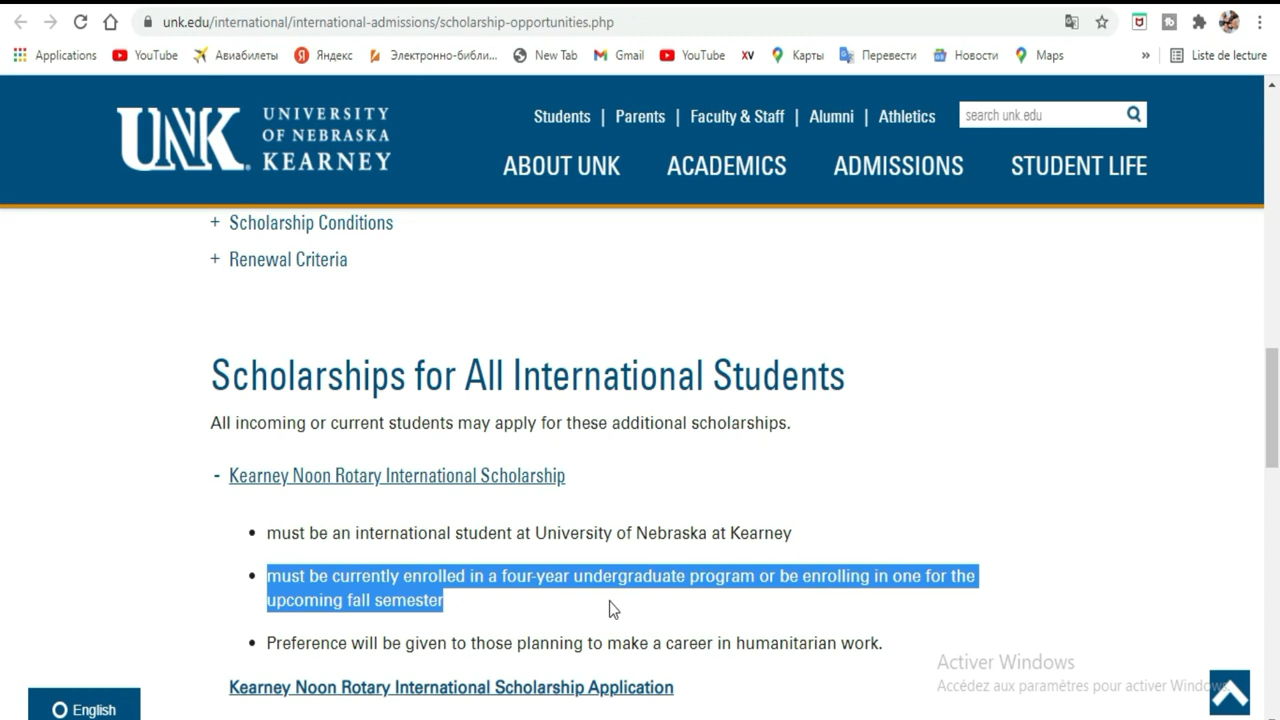 unk.edu/international/international-admissions/scholarship-opportunities.php
Applications YouTube Авиабилеты Яндекс Электронно-библи... New Tab Gmail YouTube XV Карты Перевести Новости Maps » Liste de lecture
UNK UNIVERSITY OF NEBRASKA KEARNEY
Students | Parents | Faculty & Staff | Alumni | Athletics
search unk.edu
ABOUT UNK ACADEMICS ADMISSIONS STUDENT LIFE
+ Scholarship Conditions
+ Renewal Criteria
Scholarships for All International Students
All incoming or current students may apply for these additional scholarships.
- Kearney Noon Rotary International Scholarship
• must be an international student at University of Nebraska at Kearney
• must be currently enrolled in a four-year undergraduate program or be enrolling in one for the
upcoming fall semester
• Preference will be given to those planning to make a career in humanitarian work.
Kearney Noon Rotary International Scholarship Application
Activer Windows
Accédez aux paramètres pour activer Windows.
English